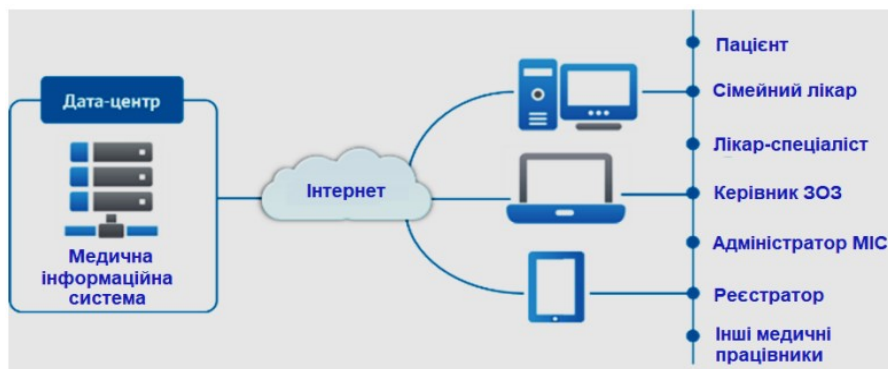 Дата-центр
Медична
інформаційна
система
Інтернет
Пацієнт
Сімейний лікар
Лікар-спеціаліст
Керівник ЗОЗ
Адміністратор МІС
Реєстратор
Інші медичні
працівники